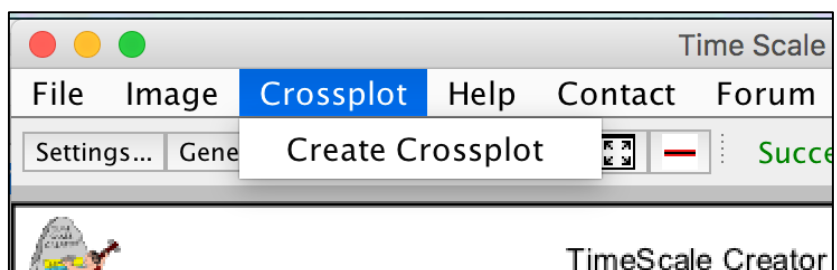 Time Scale
File Image Crossplot Help Contact Forum
Settings... Gene Create Crossplot Succe
TimeScale Creator